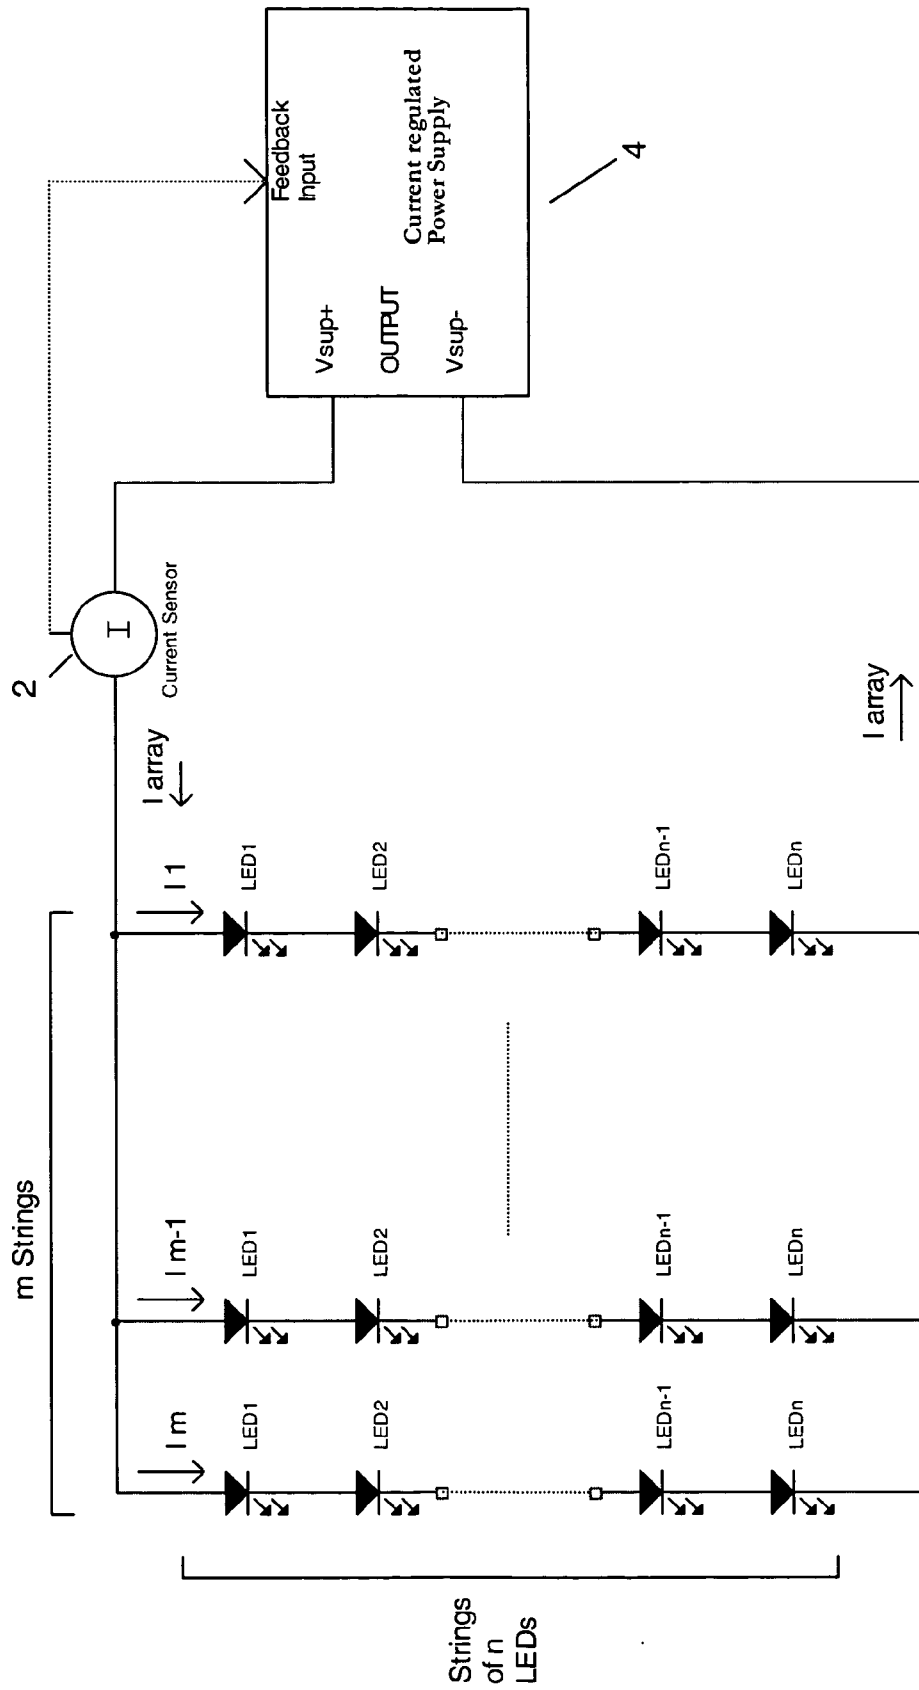 m Strings
2
I
Current Sensor
I array
I m
I m-1
I 1
LED1
LED1
LED1
LED2
LED2
LED2
LEDn-1
LEDn-1
LEDn-1
LEDn
LEDn
LEDn
Strings
of n
LEDs
I array
Feedback
Input
Vsup+
OUTPUT
Vsup-
Current regulated
Power Supply
4